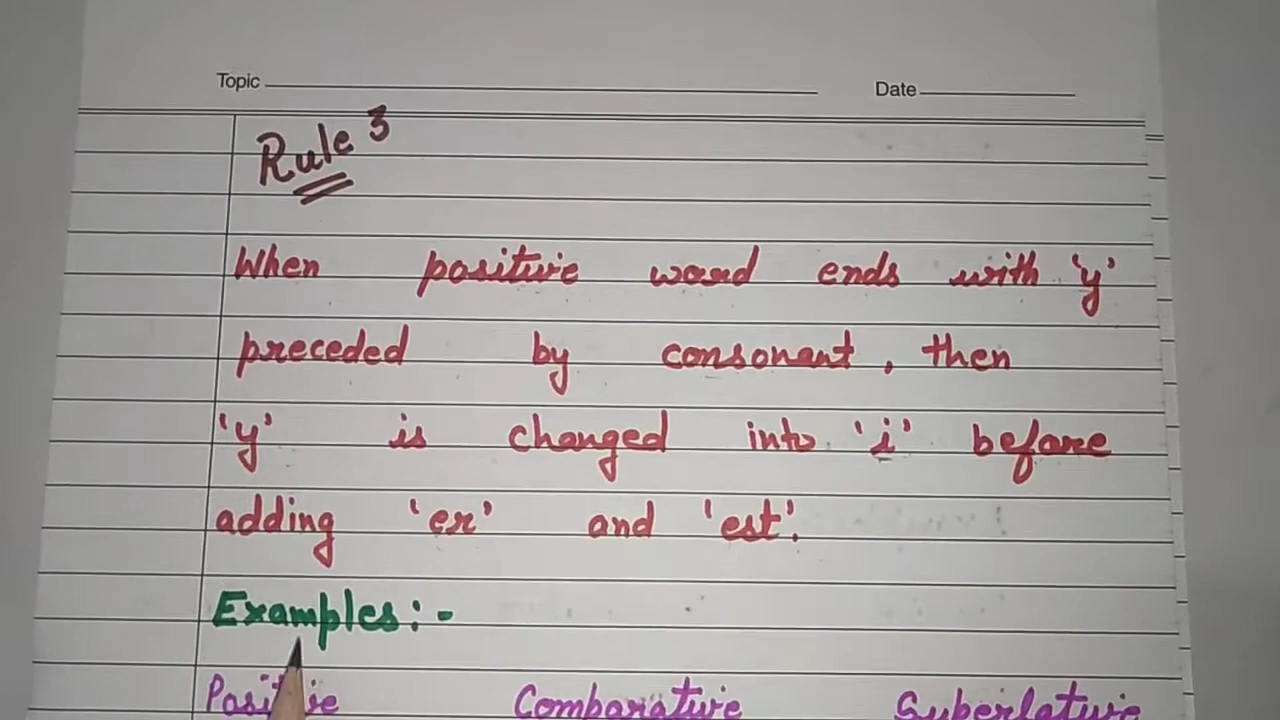 Topic Date
Rule 3
When positive word ends with 'y'
preceded by consonant, then
'y' is changed into 'i' before
adding 'er' and 'est'.
Examples:-
Positive Comparative Superlative